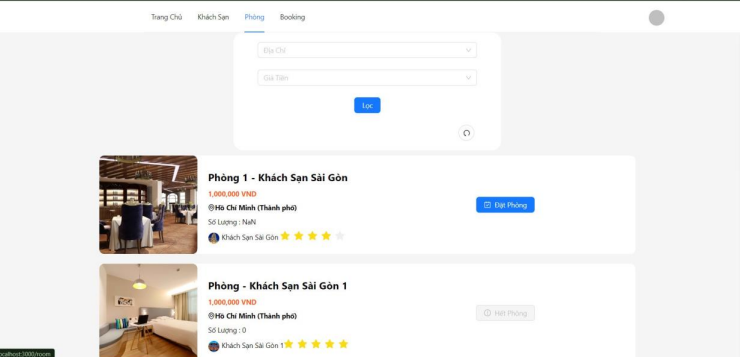 Trang Chủ Khách Sạn Phòng Booking
Địa Chỉ
Giá Tiền
Lọc
Phòng 1 - Khách Sạn Sài Gòn
1,000,000 VND
Hồ Chí Minh (Thành phố)
Đặt Phòng
Số Lượng : NaN
Khách Sạn Sài Gòn
Phòng - Khách Sạn Sài Gòn 1
1,000,000 VND
Hồ Chí Minh (Thành phố)
Hết Phòng
Số Lượng : 0
Khách Sạn Sài Gòn 1
localhost:3000/room